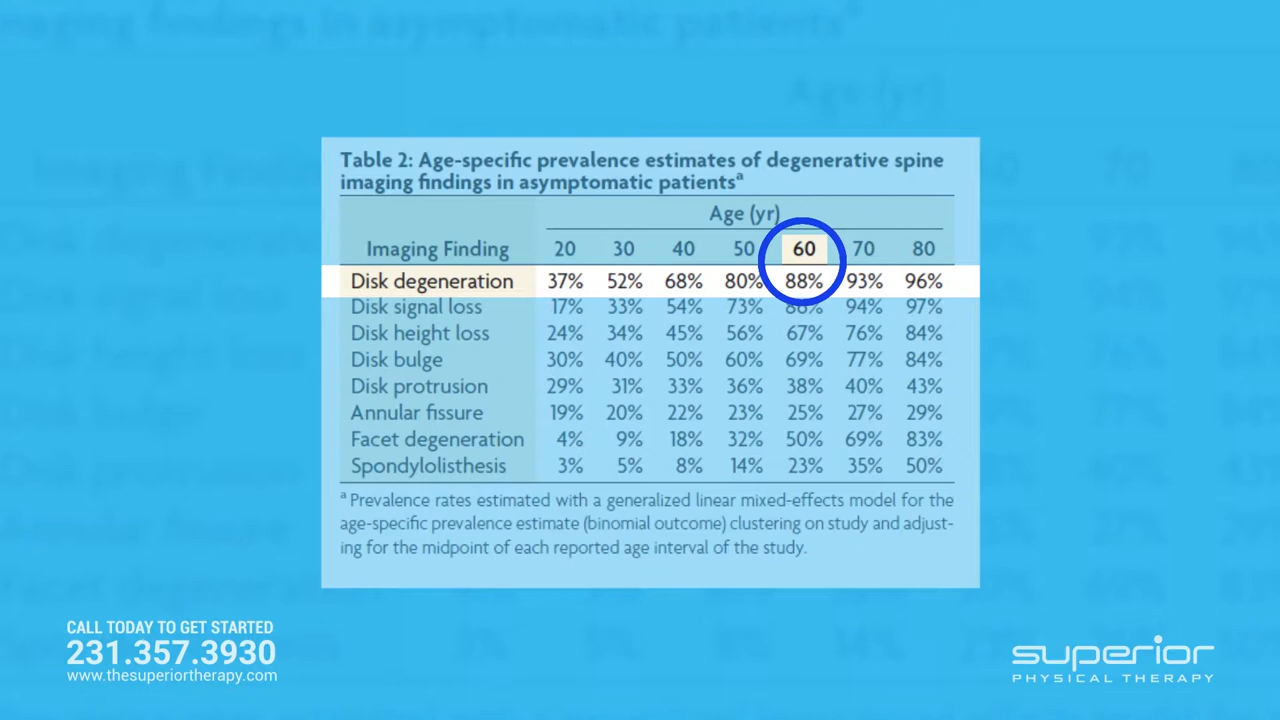 Table 2: Age-specific prevalence estimates of degenerative spine
imaging findings in asymptomatic patientsª
Age (yr)
Imaging Finding 20 30 40 50 60 70 80
Disk degeneration 37% 52% 68% 80% 88% 93% 96%
Disk signal loss 17% 33% 54% 73% 86% 94% 97%
Disk height loss 24% 34% 45% 56% 67% 76% 84%
Disk bulge 30% 40% 50% 60% 69% 77% 84%
Disk protrusion 29% 31% 33% 36% 38% 40% 43%
Annular fissure 19% 20% 22% 23% 25% 27% 29%
Facet degeneration 4% 9% 18% 32% 50% 69% 83%
Spondylolisthesis 3% 5% 8% 14% 23% 35% 50%
ª Prevalence rates estimated with a generalized linear mixed-effects model for the
age-specific prevalence estimate (binomial outcome) clustering on study and adjust-
ing for the midpoint of each reported age interval of the study.
CALL TODAY TO GET STARTED
231.357.3930
www.thesuperiortherapy.com
superior
PHYSICAL THERAPY